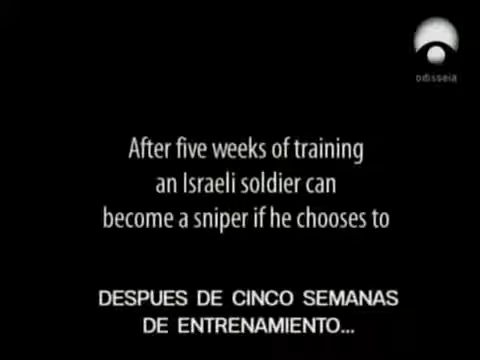 odisseia
After five weeks of training
an Israeli soldier can
become a sniper if he chooses to
DESPUES DE CINCO SEMANAS
DE ENTRENAMIENTO...